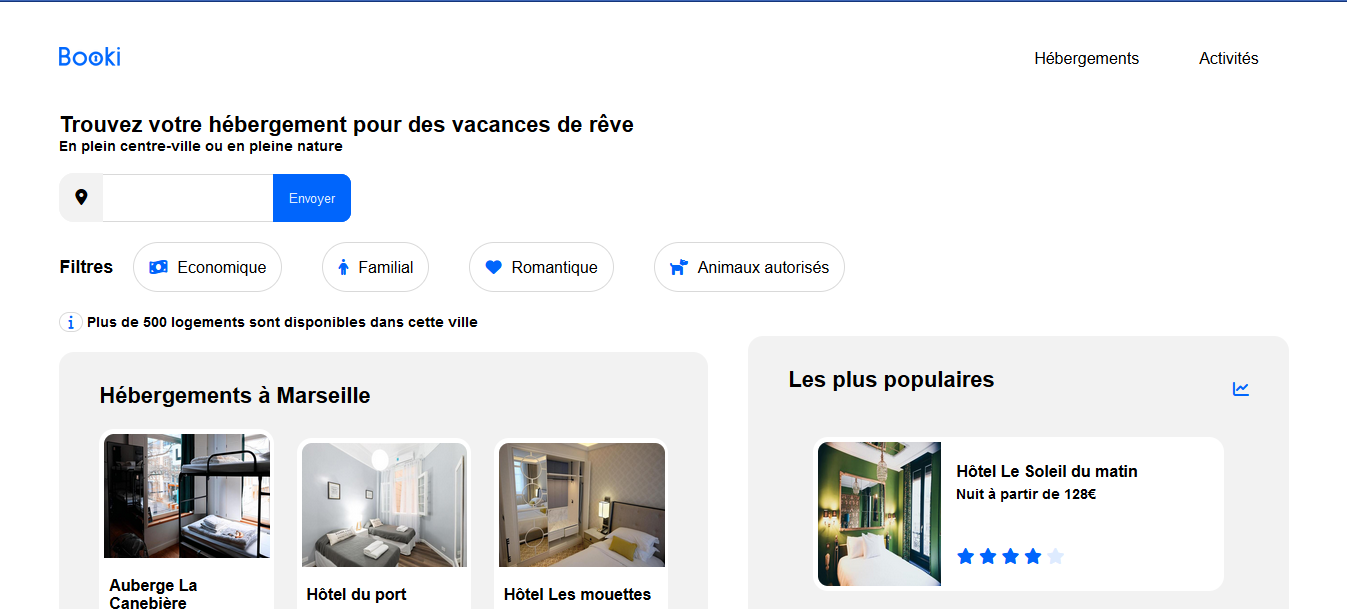 Booki
Hébergements
Activités
Trouvez votre hébergement pour des vacances de rêve
En plein centre-ville ou en pleine nature
Envoyer
Filtres
Economique
Familial
Romantique
Animaux autorisés
Plus de 500 logements sont disponibles dans cette ville
Hébergements à Marseille
Auberge La
Canebière
Hôtel du port
Hôtel Les mouettes
Les plus populaires
Hôtel Le Soleil du matin
Nuit à partir de 128€